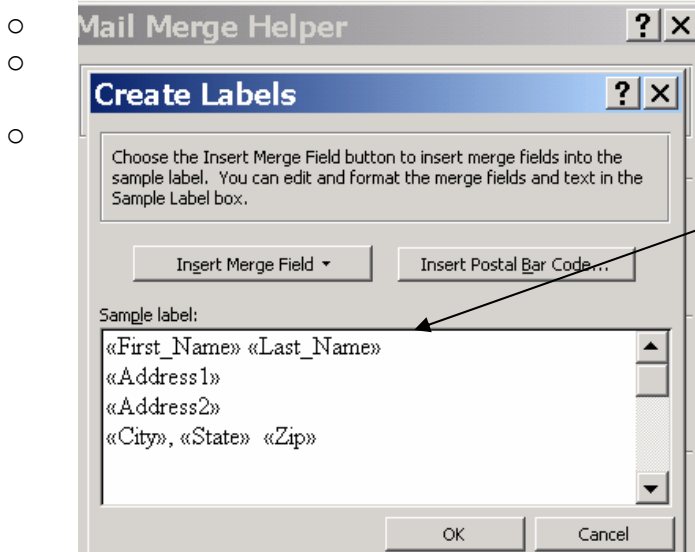 Mail Merge Helper
Create Labels
Choose the Insert Merge Field button to insert merge fields into the
sample label. You can edit and format the merge fields and text in the
Sample Label box.
Insert Merge Field
Insert Postal Bar Code...
Sample label:
«First_Name» «Last_Name»
«Address1»
«Address2»
«City», «State» «Zip»
OK
Cancel